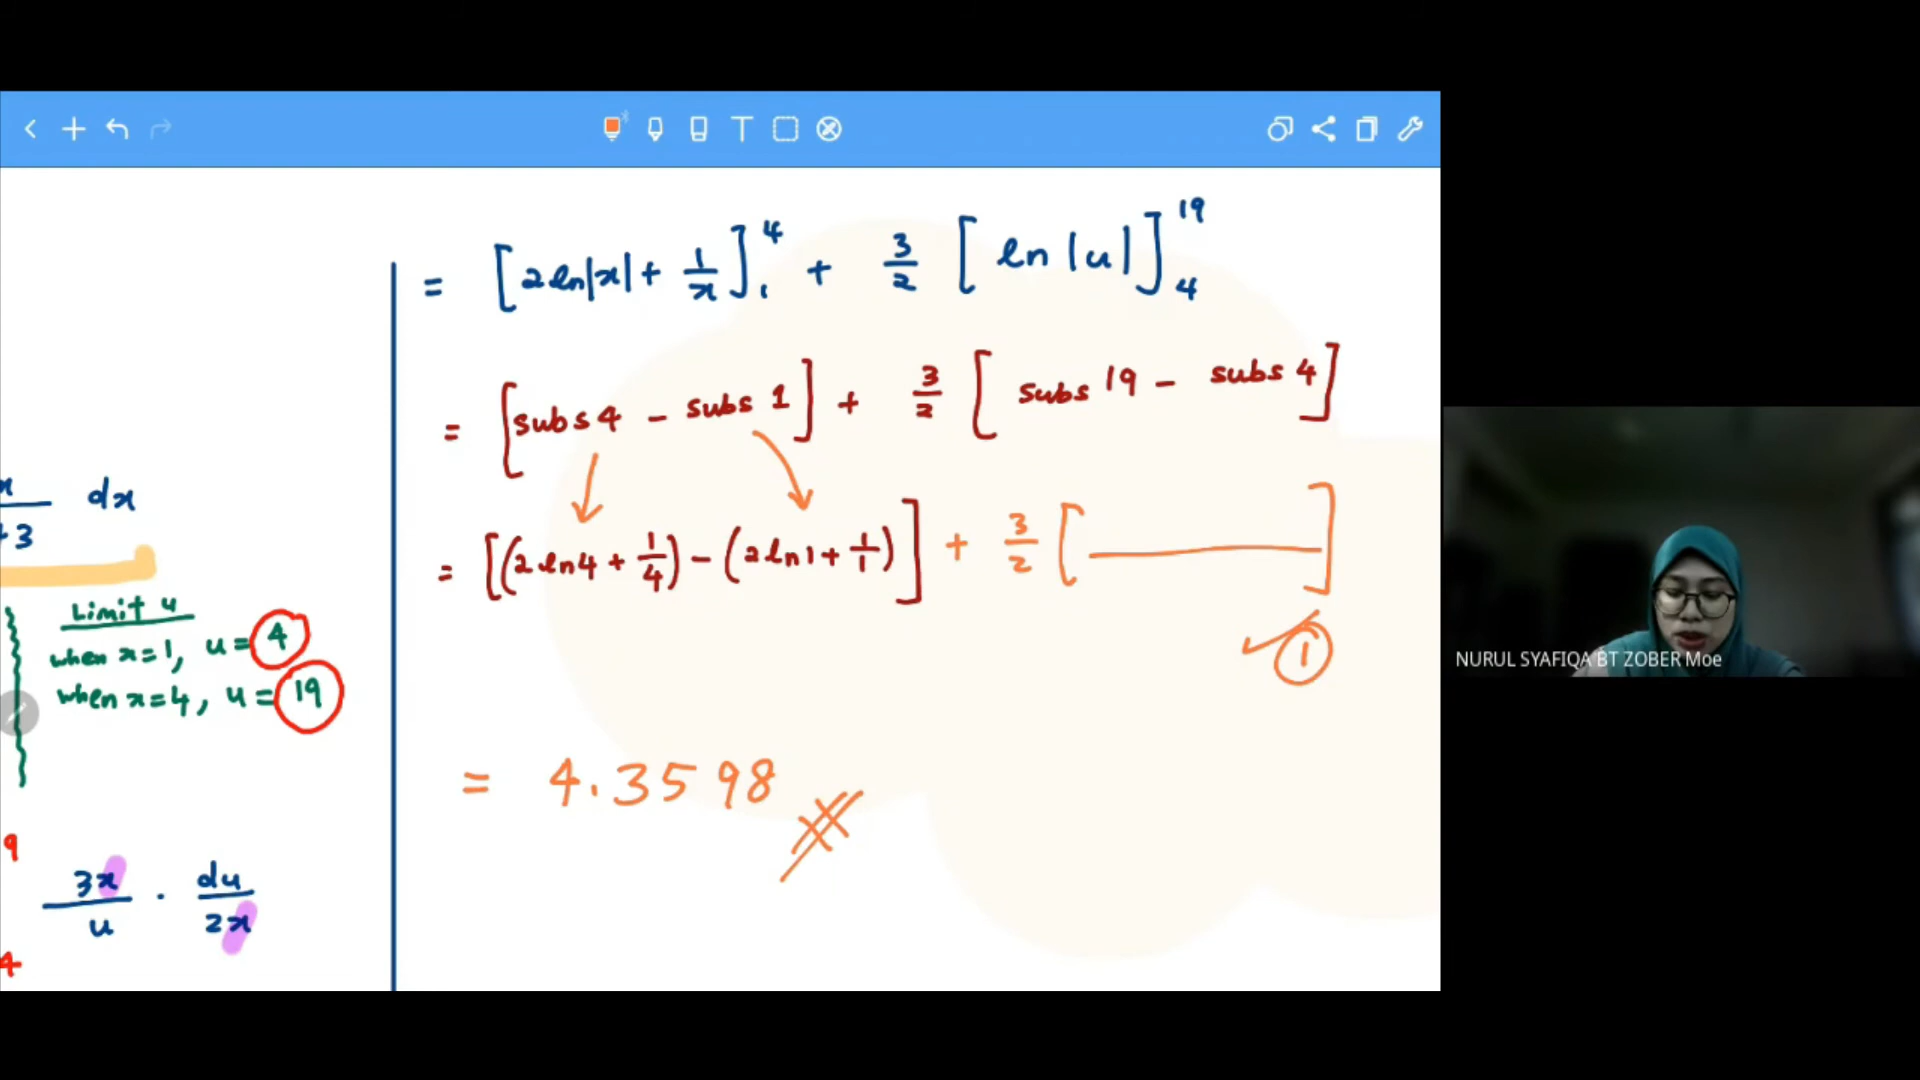 = [2ln|x| + 1/x]₁⁴ + 3/2 [ln|u|]₄¹⁹
= [subs 4 - subs 1] + 3/2 [subs 19 - subs 4]
= [(2ln4 + 1/4) - (2ln1 + 1/1)] + 3/2 [ ______ ]
✓①
= 4.3598
x/+3 dx
Limit u
when x=1, u= 4
when x=4, u= 19
9
3x/u · du/2x
4
T
NURUL SYAFIQA BT ZOBER Moe